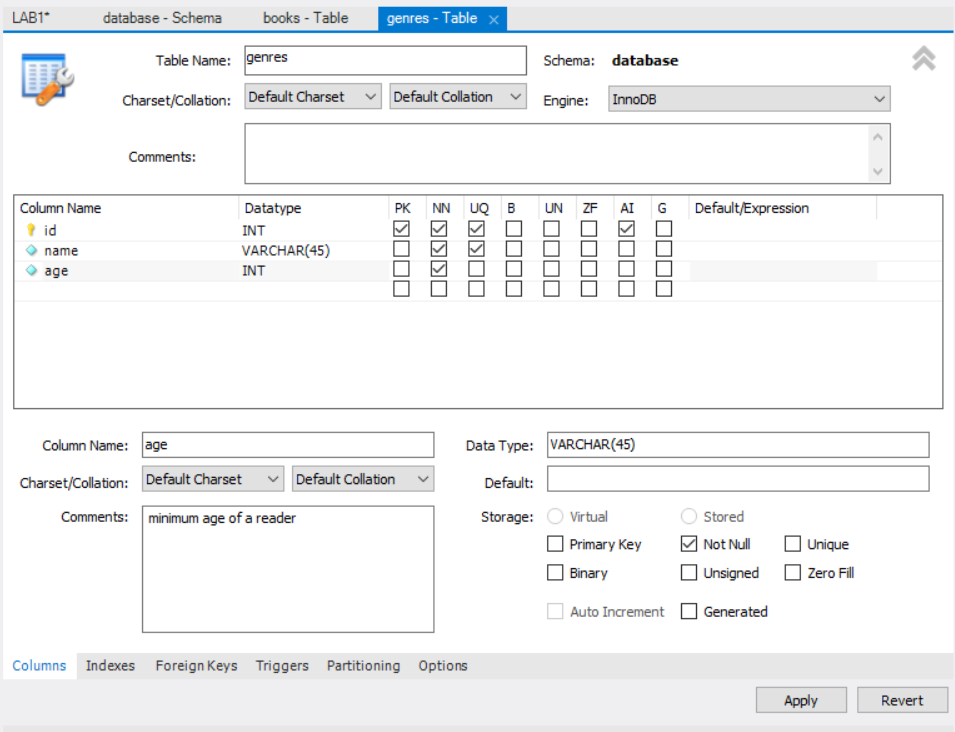 LAB1* database - Schema books - Table genres - Table ×
Table Name: genres Schema: database
Charset/Collation: Default Charset Default Collation Engine: InnoDB
Comments:
Column Name Datatype PK NN UQ B UN ZF AI G Default/Expression
id INT
name VARCHAR(45)
age INT
Column Name: age Data Type: VARCHAR(45)
Charset/Collation: Default Charset Default Collation Default:
Comments: minimum age of a reader Storage: Virtual Stored
Primary Key Not Null Unique
Binary Unsigned Zero Fill
Auto Increment Generated
Columns Indexes Foreign Keys Triggers Partitioning Options
Apply Revert